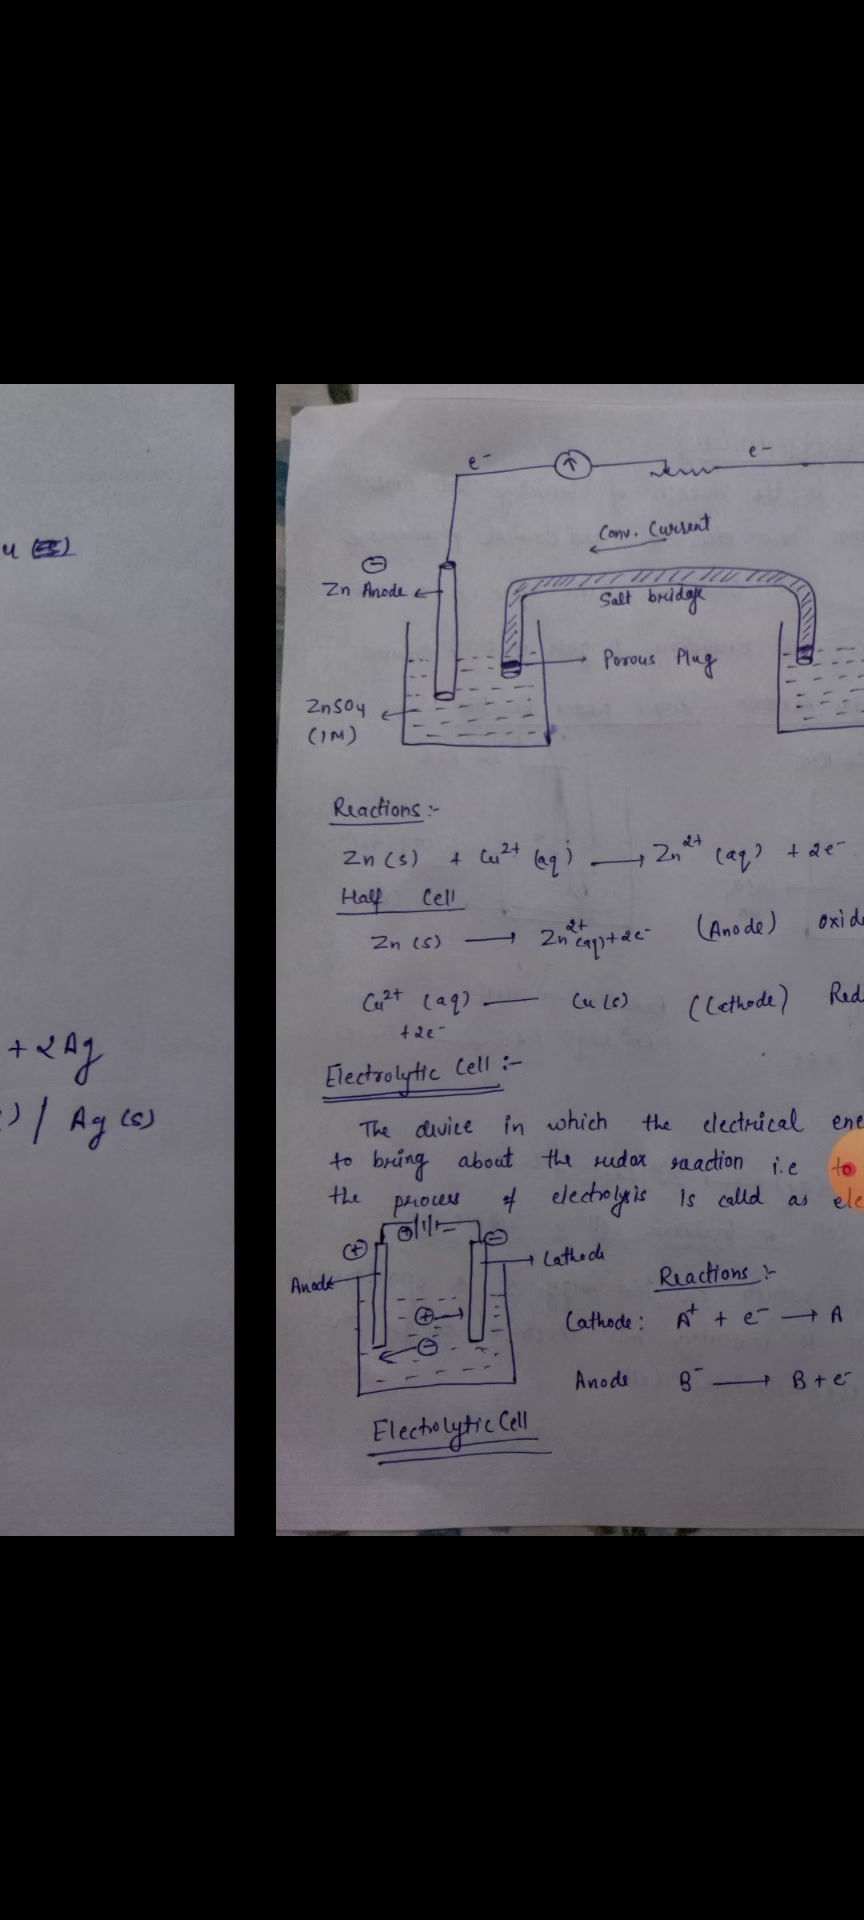 u (s)
+ 2Ag
) / Ag (s)
e- e-
Conv. Current
⊖
Zn Anode
Salt bridge
Porous Plug
ZnSO4
(1M)
Reactions :-
Zn (s) + Cu2+ (aq) → Zn2+ (aq) + 2e-
Half Cell
Zn (s) → Zn2+ (aq) + 2e- (Anode) oxid
Cu2+ (aq) — Cu (s) (Cathode) Red
+2e-
Electrolytic Cell :-
The device in which the electrical ene
to bring about the redox reaction i.e to
the process of electrolysis is called as ele
⊕ ⊕ ⊖
Cathode
Anode
Reactions :-
⊕
Cathode : A+ + e- → A
⊖
Anode B- → B + e-
Electrolytic Cell